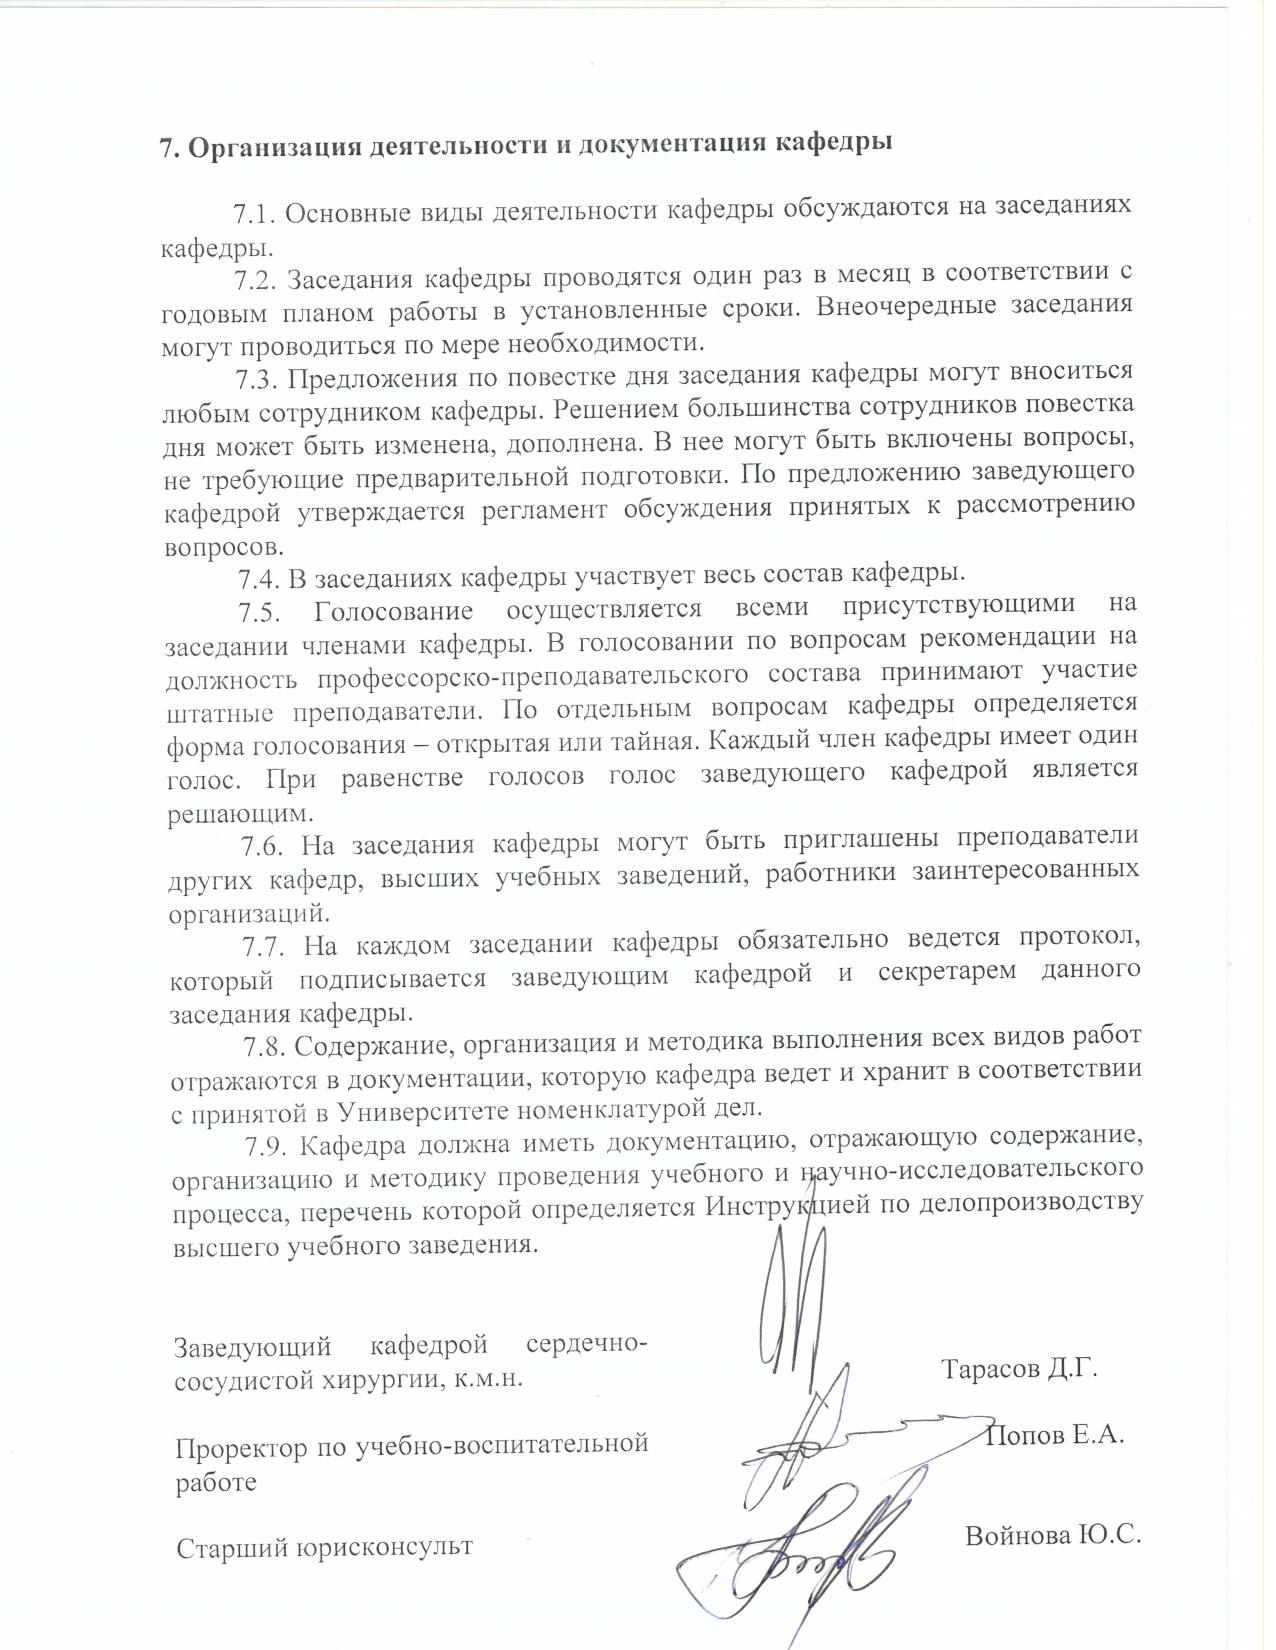 7. Организация деятельности и документация кафедры
7.1. Основные виды деятельности кафедры обсуждаются на заседаниях
кафедры.
7.2. Заседания кафедры проводятся один раз в месяц в соответствии с
годовым планом работы в установленные сроки. Внеочередные заседания
могут проводиться по мере необходимости.
7.3. Предложения по повестке дня заседания кафедры могут вноситься
любым сотрудником кафедры. Решением большинства сотрудников повестка
дня может быть изменена, дополнена. В нее могут быть включены вопросы,
не требующие предварительной подготовки. По предложению заведующего
кафедрой утверждается регламент обсуждения принятых к рассмотрению
вопросов.
7.4. В заседаниях кафедры участвует весь состав кафедры.
7.5. Голосование осуществляется всеми присутствующими на
заседании членами кафедры. В голосовании по вопросам рекомендации на
должность профессорско-преподавательского состава принимают участие
штатные преподаватели. По отдельным вопросам кафедры определяется
форма голосования – открытая или тайная. Каждый член кафедры имеет один
голос. При равенстве голосов голос заведующего кафедрой является
решающим.
7.6. На заседания кафедры могут быть приглашены преподаватели
других кафедр, высших учебных заведений, работники заинтересованных
организаций.
7.7. На каждом заседании кафедры обязательно ведется протокол,
который подписывается заведующим кафедрой и секретарем данного
заседания кафедры.
7.8. Содержание, организация и методика выполнения всех видов работ
отражаются в документации, которую кафедра ведет и хранит в соответствии
с принятой в Университете номенклатурой дел.
7.9. Кафедра должна иметь документацию, отражающую содержание,
организацию и методику проведения учебного и научно-исследовательского
процесса, перечень которой определяется Инструкцией по делопроизводству
высшего учебного заведения.
Заведующий кафедрой сердечно-
сосудистой хирургии, к.м.н.
Тарасов Д.Г.
Проректор по учебно-воспитательной
работе
Попов Е.А.
Старший юрисконсульт
Войнова Ю.С.